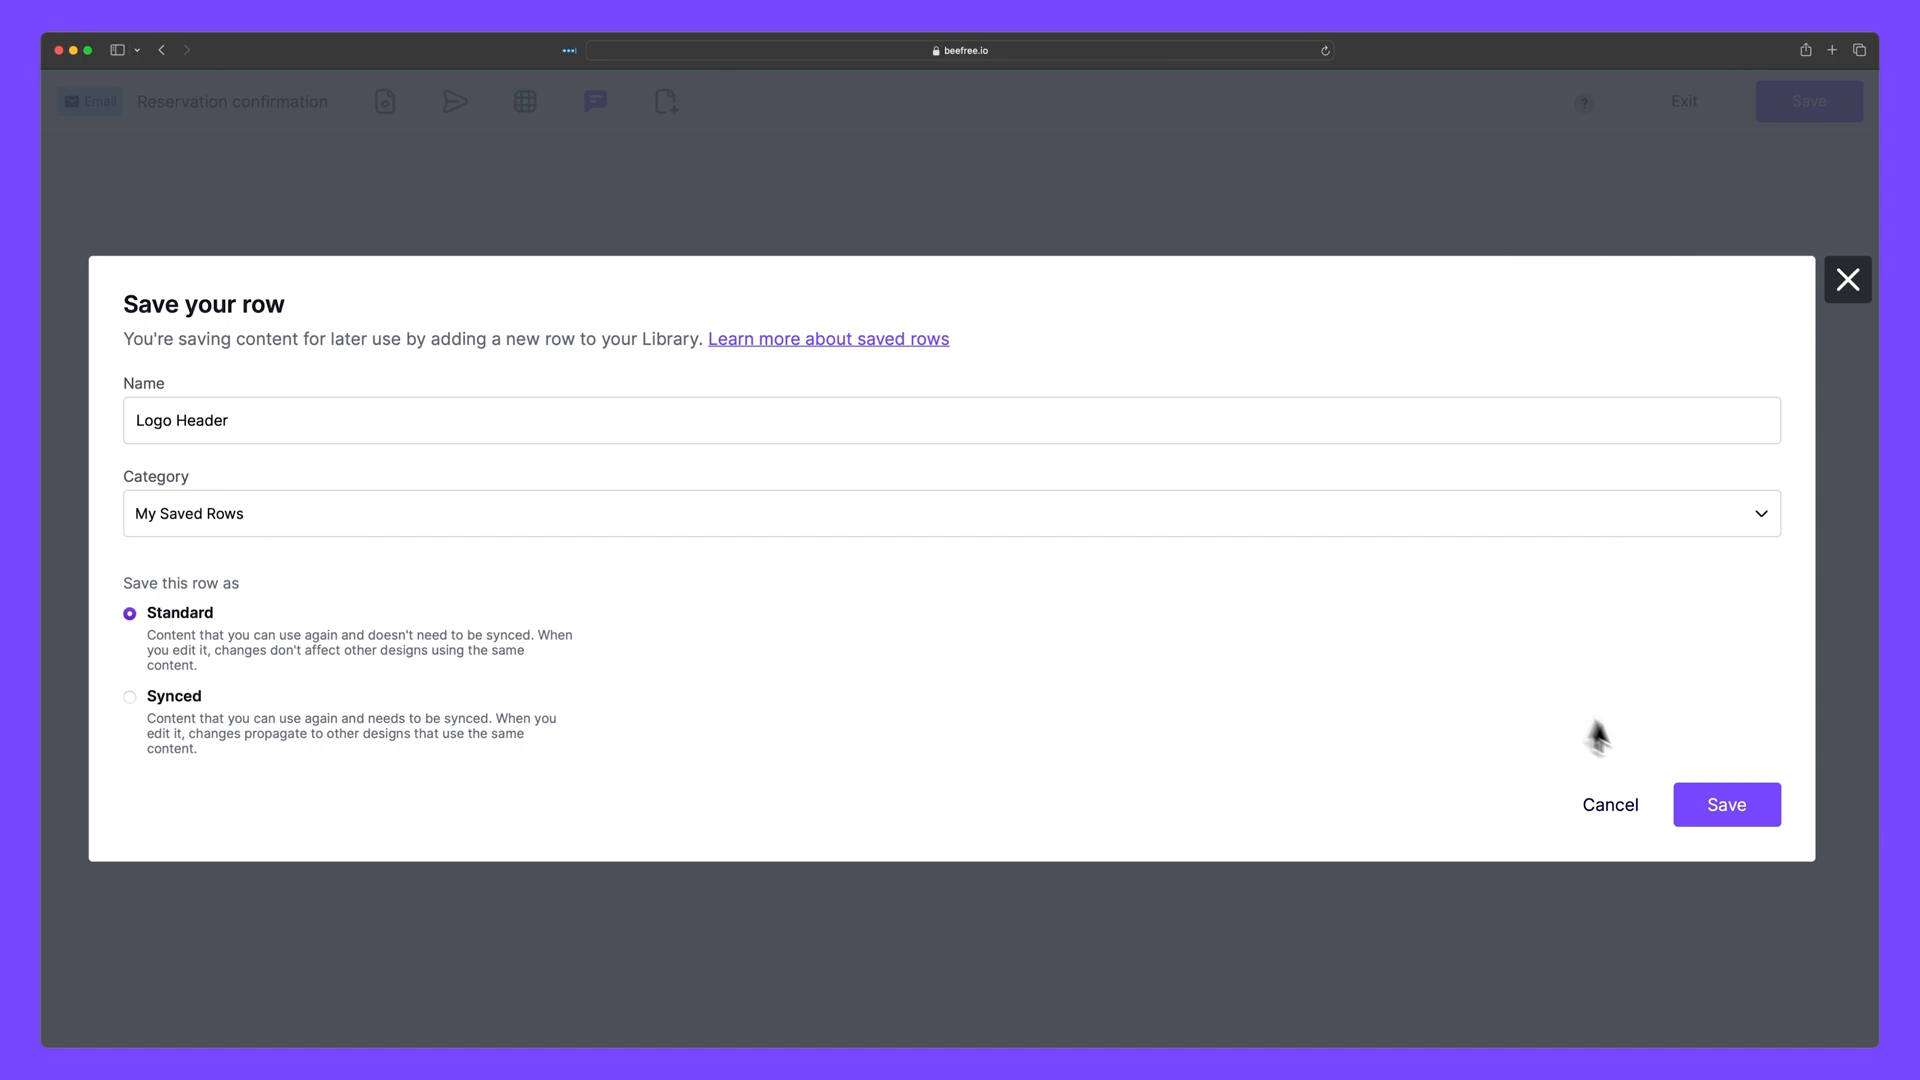 beefree.io
Email Reservation confirmation ? Exit Save
Save your row
You're saving content for later use by adding a new row to your Library. Learn more about saved rows
Name
Logo Header
Category
My Saved Rows
Save this row as
Standard
Content that you can use again and doesn't need to be synced. When
you edit it, changes don't affect other designs using the same
content.
Synced
Content that you can use again and needs to be synced. When you
edit it, changes propagate to other designs that use the same
content.
Cancel Save